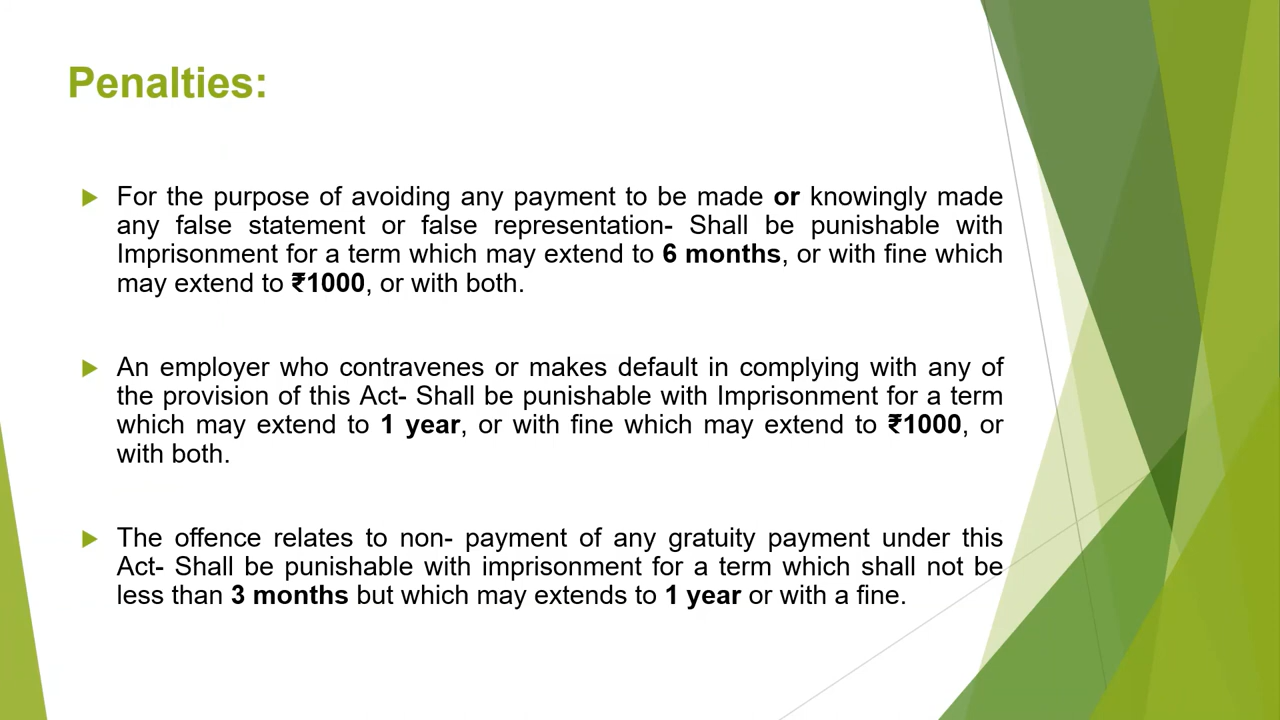 Penalties:
For the purpose of avoiding any payment to be made or knowingly made
any false statement or false representation- Shall be punishable with
Imprisonment for a term which may extend to 6 months, or with fine which
may extend to ₹1000, or with both.
An employer who contravenes or makes default in complying with any of
the provision of this Act- Shall be punishable with Imprisonment for a term
which may extend to 1 year, or with fine which may extend to ₹1000, or
with both.
The offence relates to non- payment of any gratuity payment under this
Act- Shall be punishable with imprisonment for a term which shall not be
less than 3 months but which may extends to 1 year or with a fine.